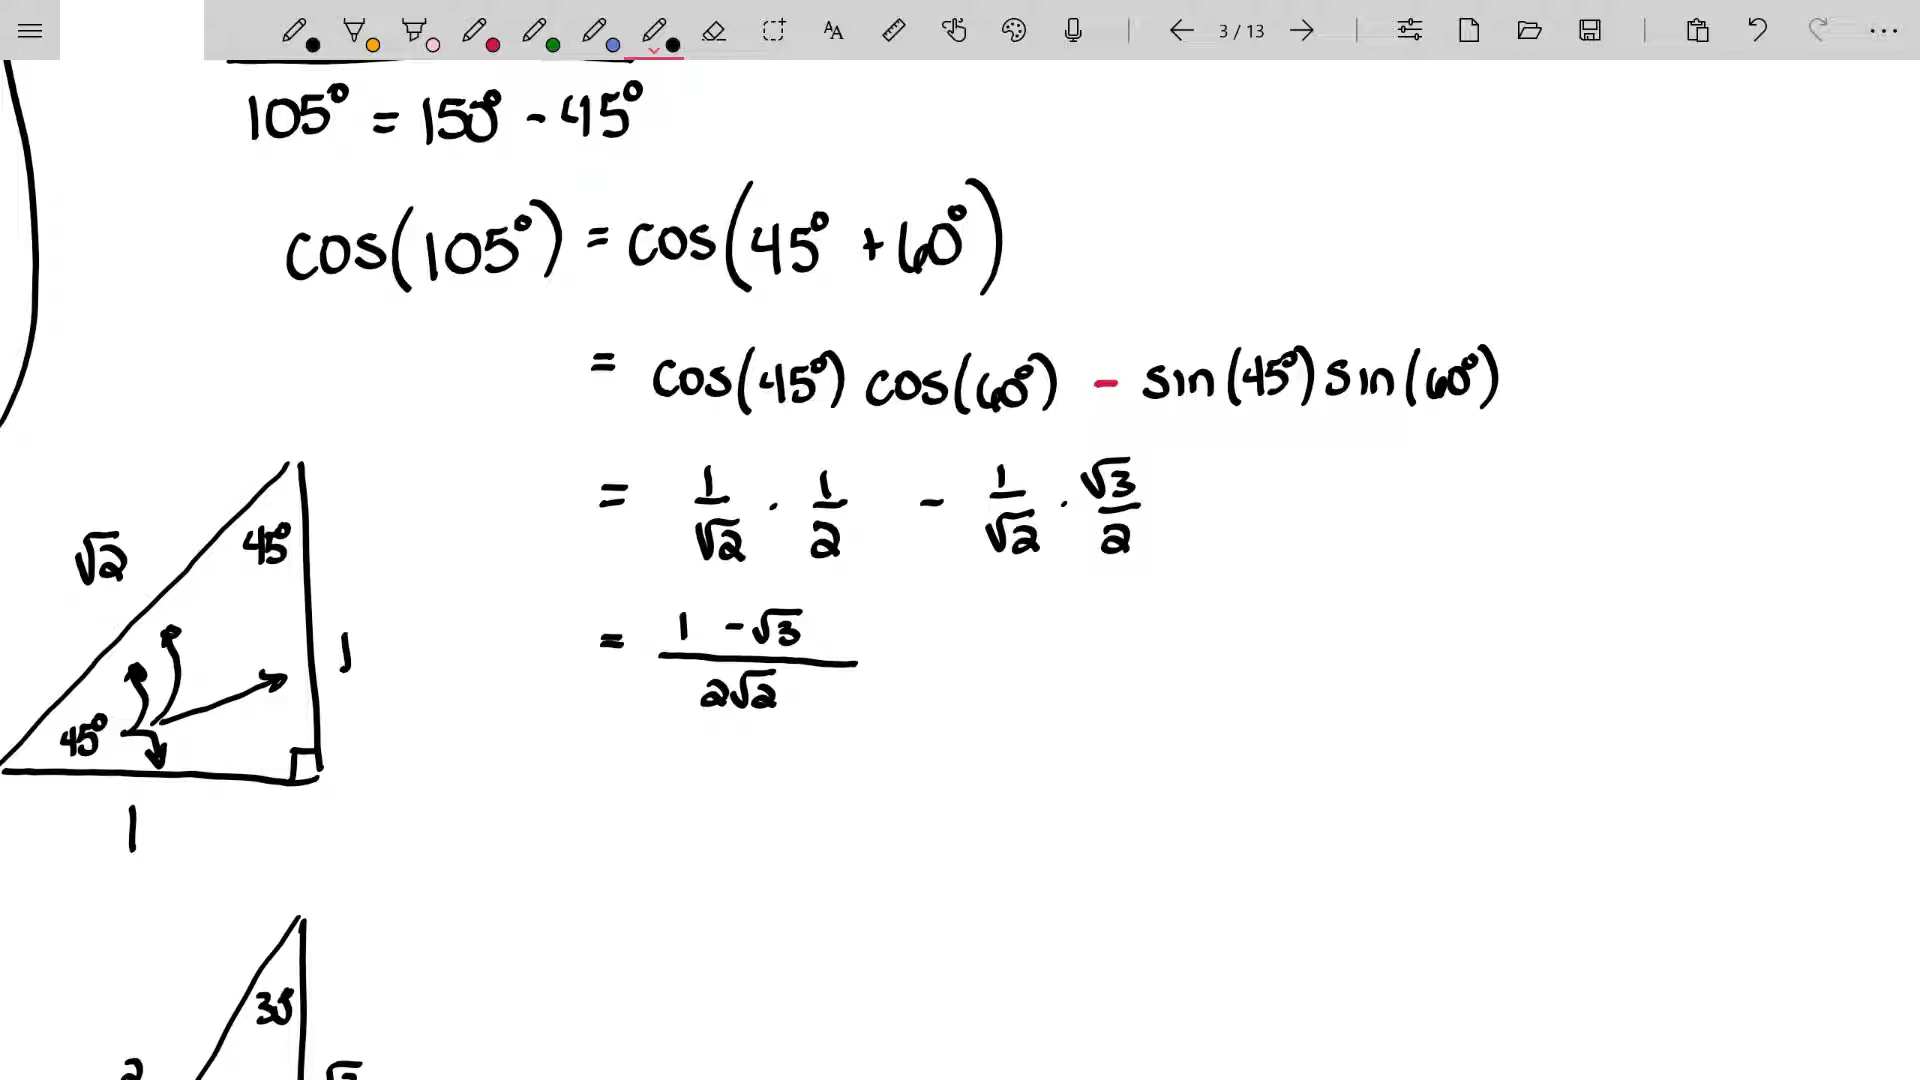 3 / 13
105° = 150° - 45°
cos(105°) = cos(45° + 60°)
= cos(45°) cos(60°) - sin(45°) sin(60°)
= 1/√2 · 1/2 - 1/√2 · √3/2
= (1 - √3)/(2√2)
√2
45°
1
45°
1
30°
2